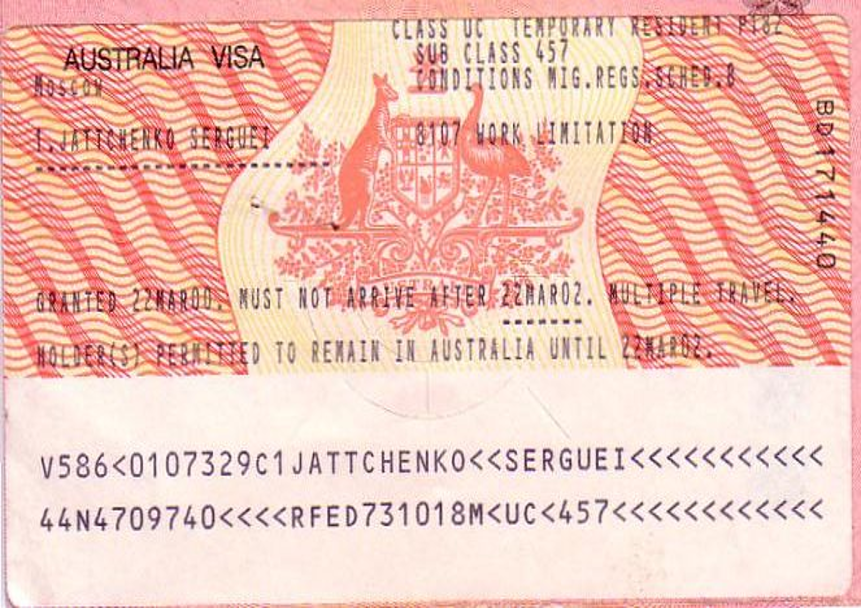 CLASS UC TEMPORARY RESIDENT P182
AUSTRALIA VISA
SUB CLASS 457
Moscow
CONDITIONS MIG.REGS.SCHED.8
1.JATTCHENKO SERGUEI
8107 WORK LIMITATION
BD171440
GRANTED 22MAR00. MUST NOT ARRIVE AFTER 22MAR02. MULTIPLE TRAVEL.
HOLDER(S) PERMITTED TO REMAIN IN AUSTRALIA UNTIL 22MAR02.
V586<0107329C1JATTCHENKO<<SERGUEI<<<<<<<<<<<
44N4709740<<<<RFED731018M<UC<457<<<<<<<<<<<<